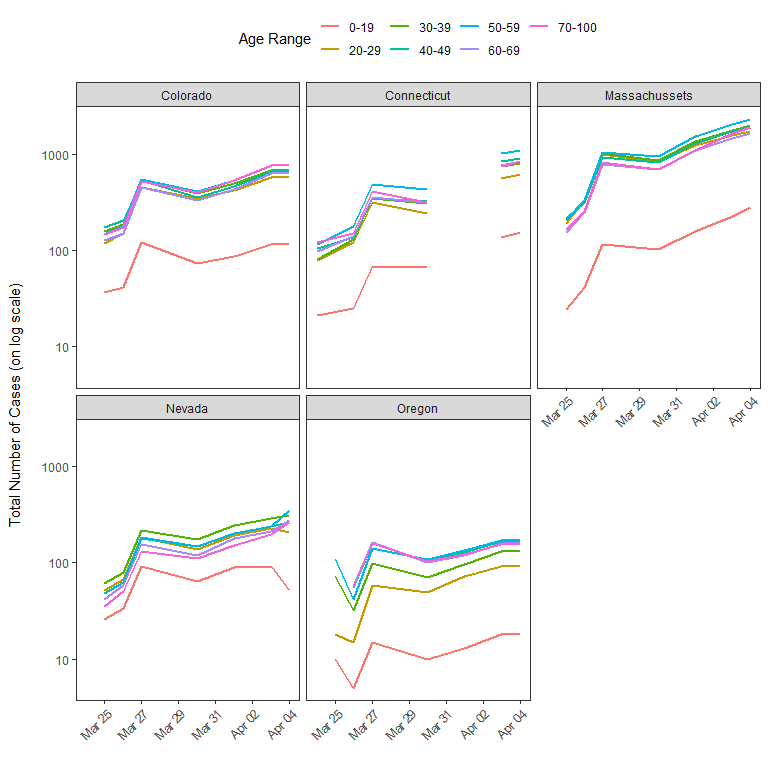 Age Range
0-19
30-39
50-59
70-100
20-29
40-49
60-69
Colorado
Connecticut
Massachussets
1000
100
10
Mar 25
Mar 27
Mar 29
Mar 31
Apr 02
Apr 04
Nevada
Oregon
1000
100
10
Mar 25
Mar 27
Mar 29
Mar 31
Apr 02
Apr 04
Mar 25
Mar 27
Mar 29
Mar 31
Apr 02
Apr 04
Total Number of Cases (on log scale)